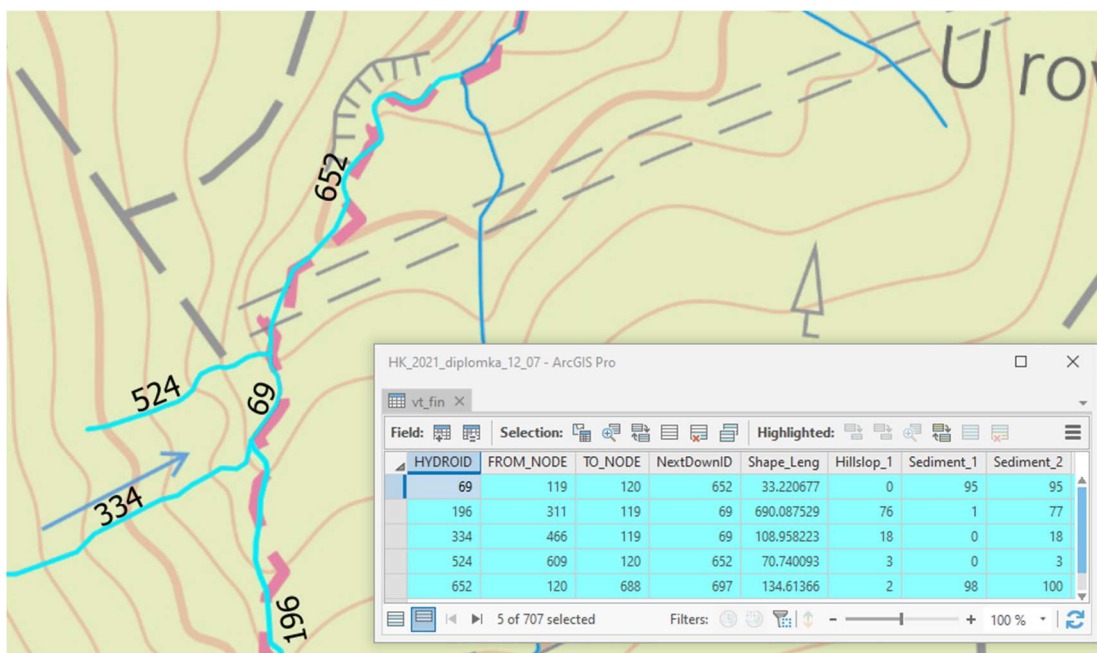 U rov
652
524
69
334
196
HK_2021_diplomka_12_07 - ArcGIS Pro
vt_fin
Field: Selection: Highlighted:
HYDROID FROM_NODE TO_NODE NextDownID Shape_Leng Hillslop_1 Sediment_1 Sediment_2
69 119 120 652 33.220677 0 95 95
196 311 119 69 690.087529 76 1 77
334 466 119 69 108.958223 18 0 18
524 609 120 652 70.740093 3 0 3
652 120 688 697 134.61366 2 98 100
5 of 707 selected Filters: - + 100 %